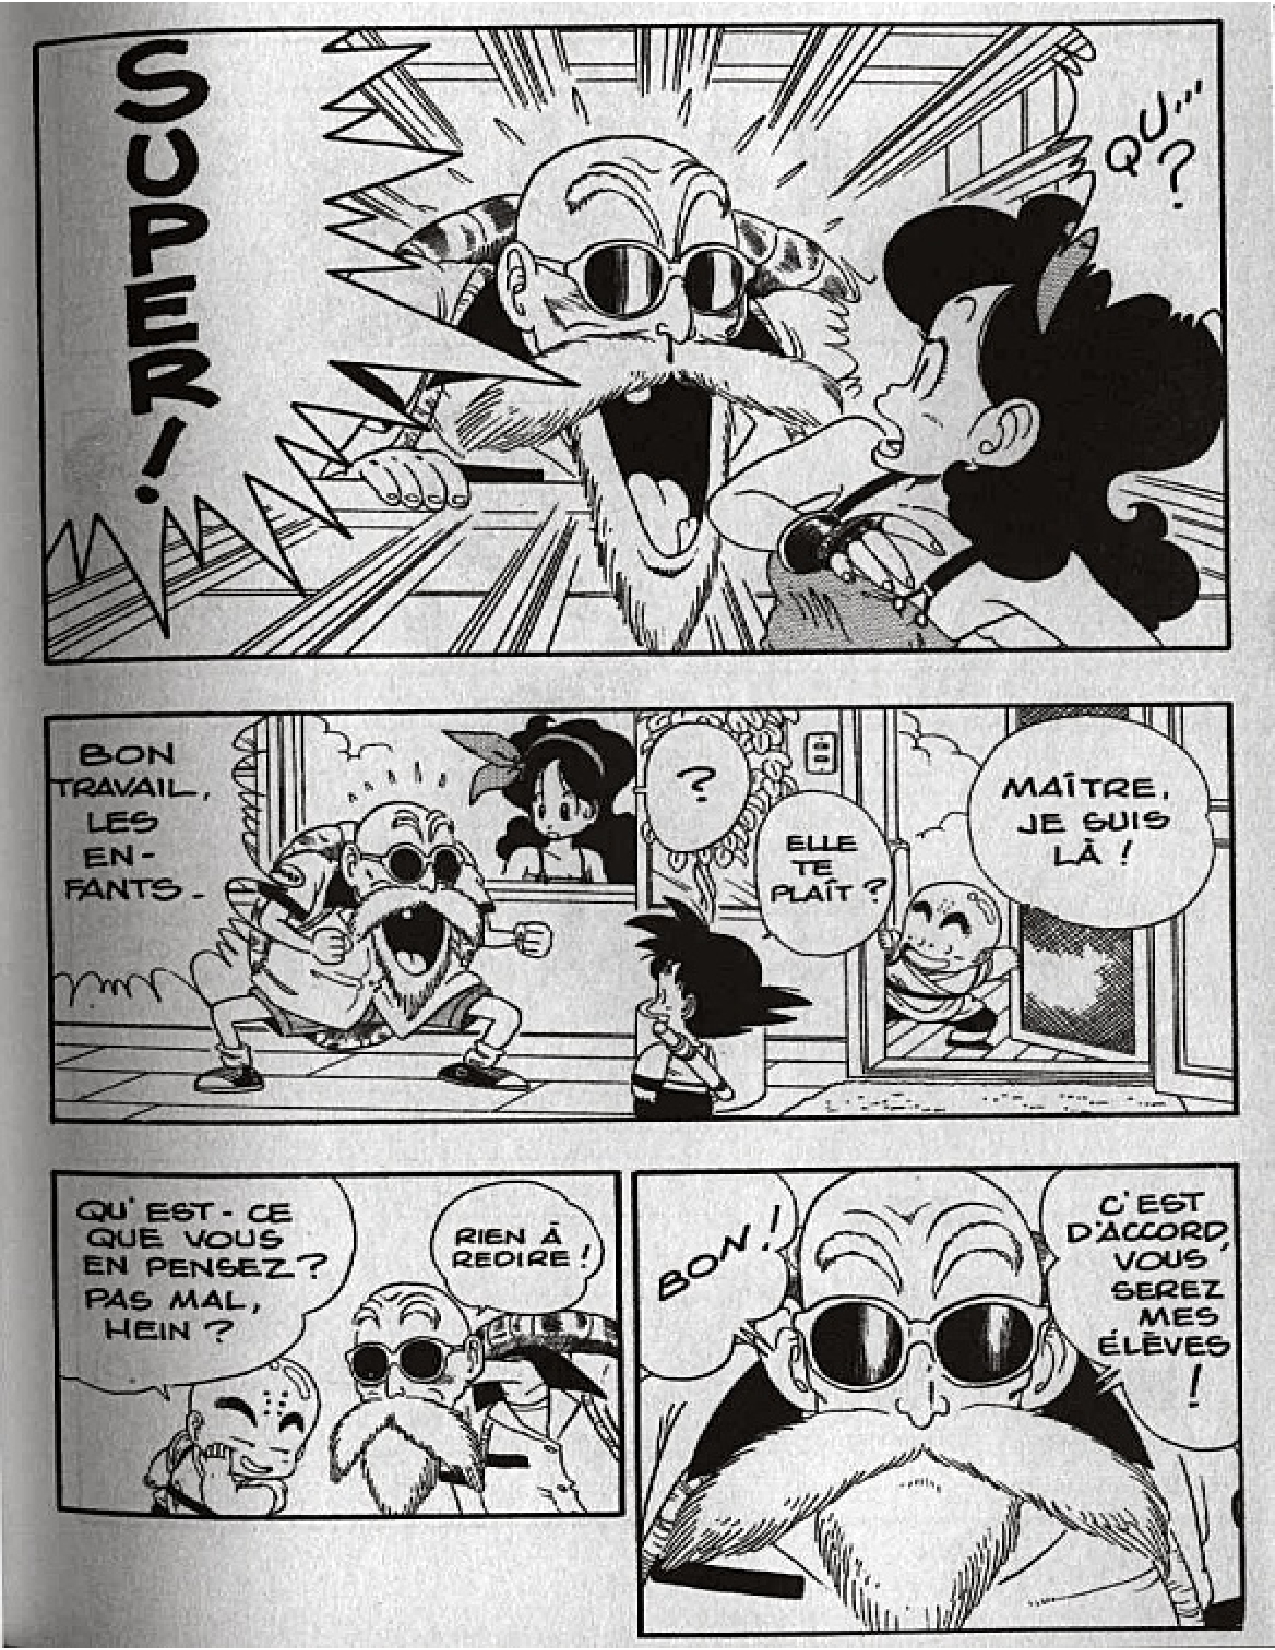 SUPER!
QU...
?
BON
TRAVAIL,
LES
EN-
FANTS.
?
ELLE
TE
PLAÎT?
MAÎTRE,
JE SUIS
LÀ!
QU'EST-CE
QUE VOUS
EN PENSEZ?
PAS MAL,
HEIN?
RIEN À
REDIRE!
BON!
C'EST
D'ACCORD,
VOUS
SEREZ
MES
ÉLÈVES
!